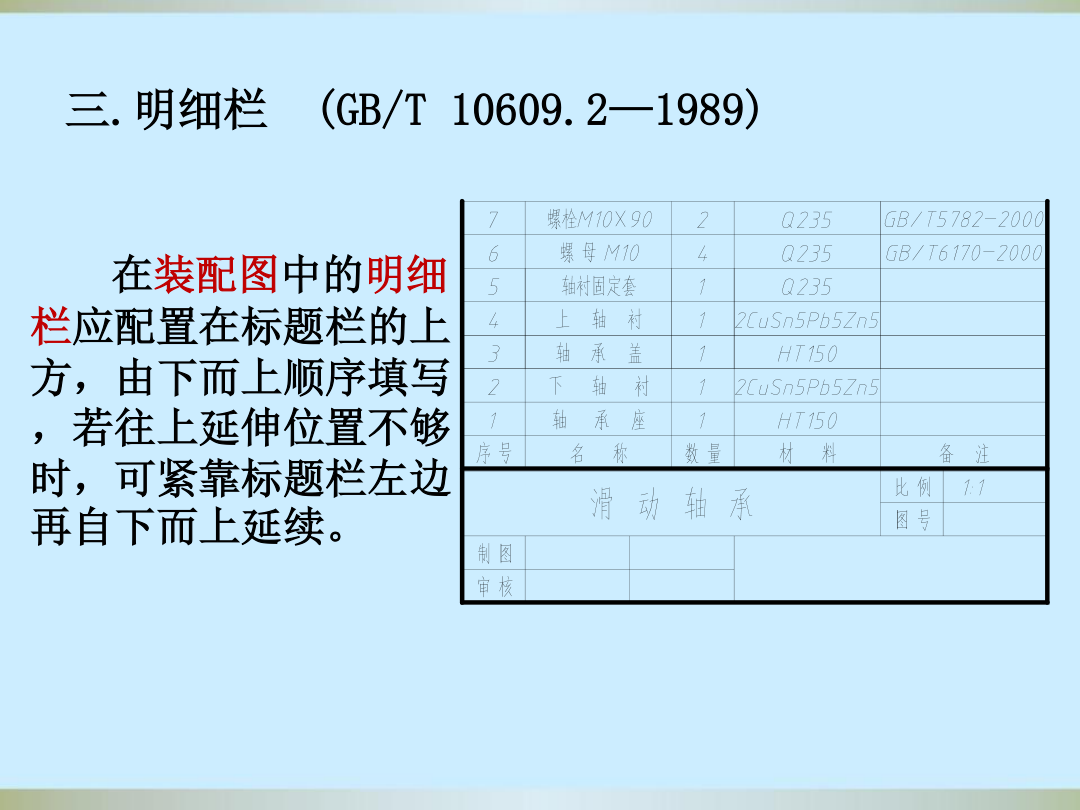 三.明细栏 (GB/T 10609.2—1989)
在装配图中的明细
栏应配置在标题栏的上
方，由下而上顺序填写
，若往上延伸位置不够
时，可紧靠标题栏左边
再自下而上延续。
7 螺栓M10X90 2 Q235 GB/T5782-2000
6 螺母M10 4 Q235 GB/T6170-2000
5 轴衬固定套 1 Q235
4 上轴衬 1 2CuSn5Pb5Zn5
3 轴承盖 1 HT150
2 下轴衬 1 2CuSn5Pb5Zn5
1 轴承座 1 HT150
序号 名称 数量 材料 备注
滑动轴承 比例 1:1
图号
制图
审核